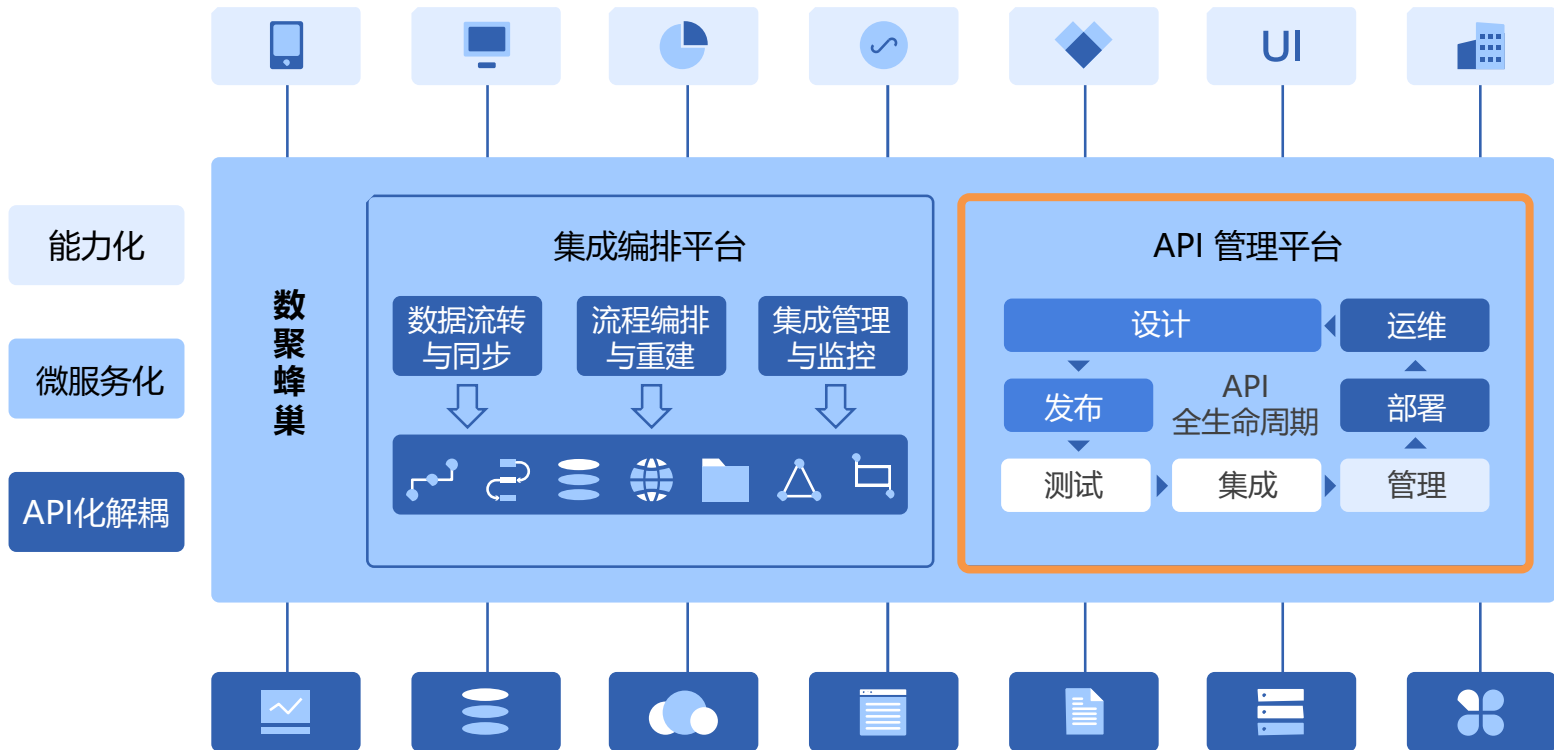 UI
能力化
微服务化
API化解耦
数
聚
蜂
巢
集成编排平台
数据流转
与同步
流程编排
与重建
集成管理
与监控
API 管理平台
设计
运维
发布
API
全生命周期
部署
测试
集成
管理